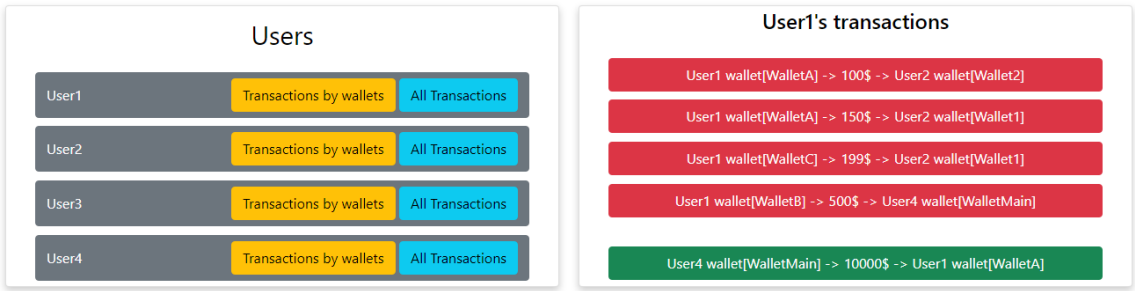 Users
User1 Transactions by wallets All Transactions
User2 Transactions by wallets All Transactions
User3 Transactions by wallets All Transactions
User4 Transactions by wallets All Transactions
User1's transactions
User1 wallet[WalletA] -> 100$ -> User2 wallet[Wallet2]
User1 wallet[WalletA] -> 150$ -> User2 wallet[Wallet1]
User1 wallet[WalletC] -> 199$ -> User2 wallet[Wallet1]
User1 wallet[WalletB] -> 500$ -> User4 wallet[WalletMain]
User4 wallet[WalletMain] -> 10000$ -> User1 wallet[WalletA]